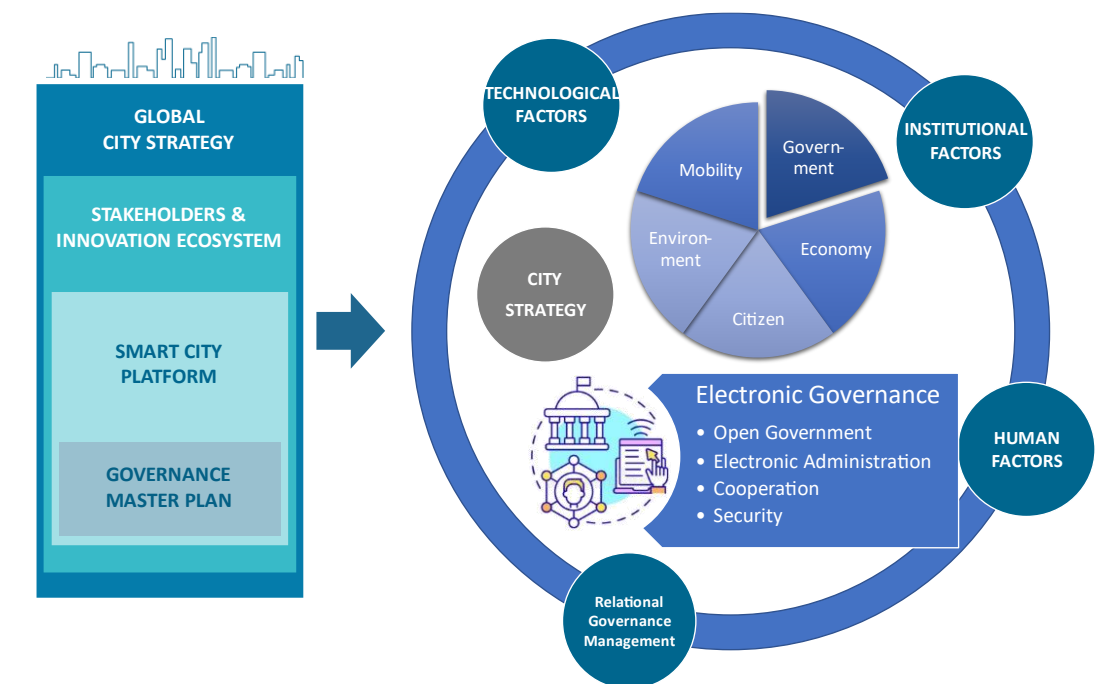 GLOBAL
CITY STRATEGY
STAKEHOLDERS &
INNOVATION ECOSYSTEM
SMART CITY
PLATFORM
GOVERNANCE
MASTER PLAN
TECHNOLOGICAL
FACTORS
INSTITUTIONAL
FACTORS
Mobility
Govern-
ment
Environ-
ment
Economy
Citizen
CITY
STRATEGY
Electronic Governance
• Open Government
• Electronic Administration
• Cooperation
• Security
HUMAN
FACTORS
Relational
Governance
Management